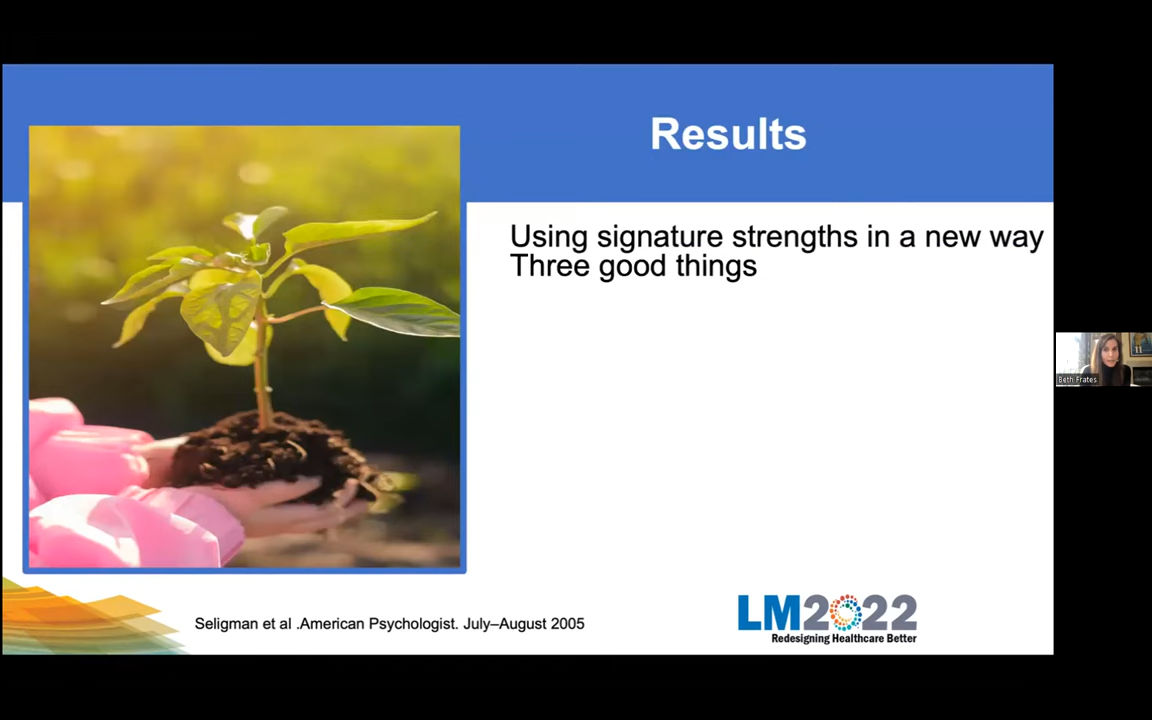 Results
Using signature strengths in a new way
Three good things
Beth Frates
Seligman et al .American Psychologist. July–August 2005
LM2022
Redesigning Healthcare Better